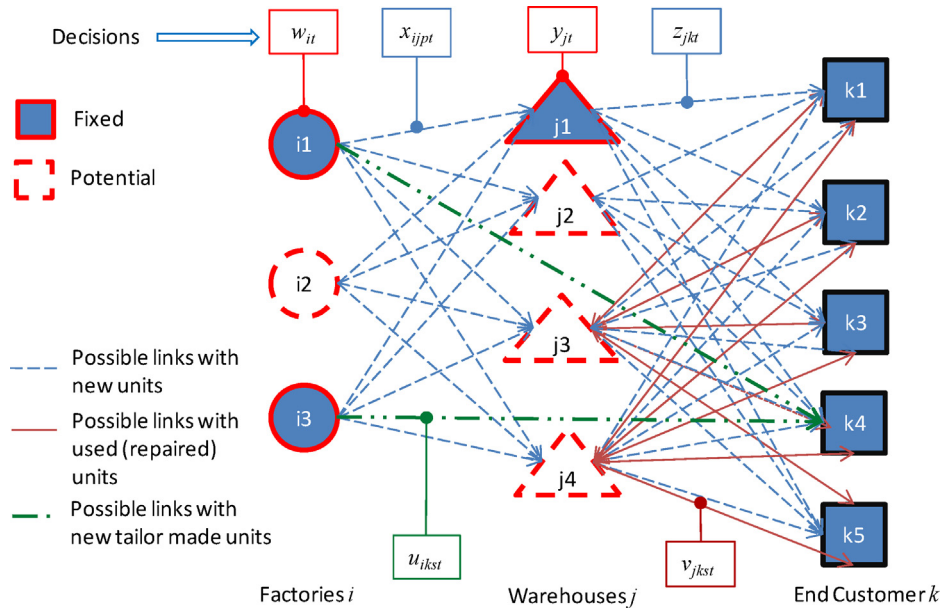 Decisions
w_it
x_ijpt
y_jt
z_jkt
Fixed
Potential
i1
i2
i3
j1
j2
j3
j4
k1
k2
k3
k4
k5
Possible links with
new units
Possible links with
used (repaired)
units
Possible links with
new tailor made units
u_ikst
v_jkst
Factories i
Warehouses j
End Customer k